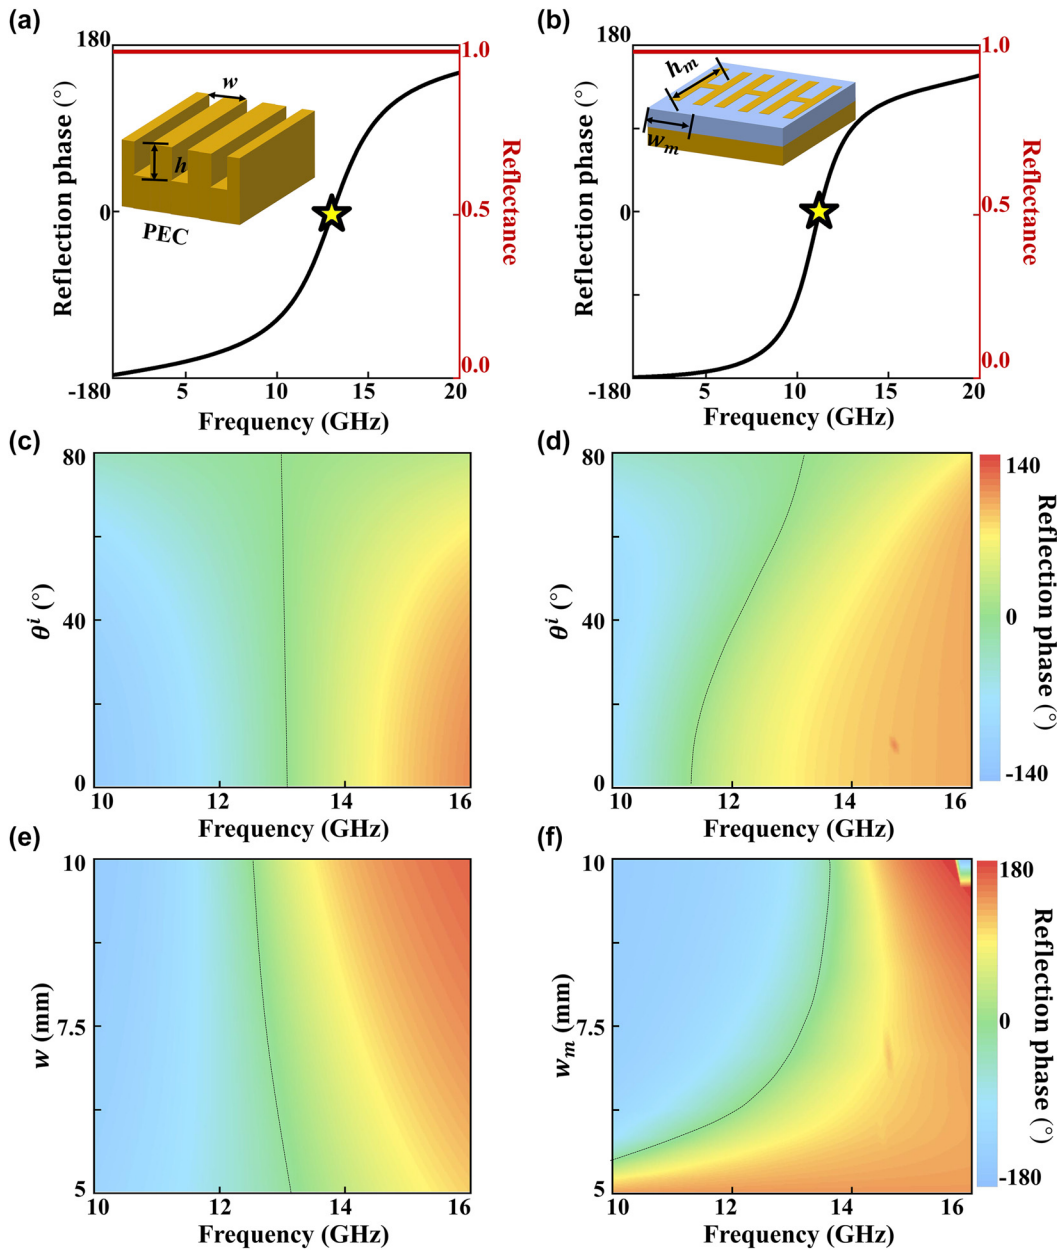 (a)
180
0
-180
Reflection phase (°)
w
h
PEC
1.0
0.5
0.0
Reflectance
5
10
15
20
Frequency (GHz)
(b)
180
0
-180
Reflection phase (°)
hm
wm
1.0
0.5
0.0
Reflectance
5
10
15
20
Frequency (GHz)
(c)
80
40
0
θi (°)
10
12
14
16
Frequency (GHz)
(d)
80
40
0
θi (°)
10
12
14
16
Frequency (GHz)
140
0
-140
Reflection phase (°)
(e)
10
7.5
5
w (mm)
10
12
14
16
Frequency (GHz)
(f)
10
7.5
5
wm (mm)
10
12
14
16
Frequency (GHz)
180
0
-180
Reflection phase (°)